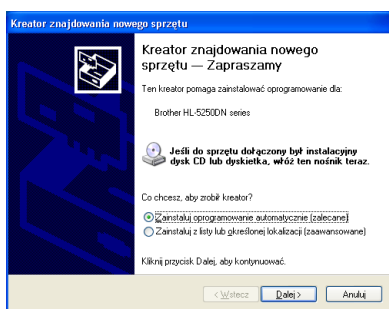 Kreator znajdowania nowego sprzętu
Kreator znajdowania nowego
sprzętu — Zapraszamy
Ten kreator pomaga zainstalować oprogramowanie dla:
Brother HL-5250DN series
Jeśli do sprzętu dołączony był instalacyjny
dysk CD lub dyskietka, włóż ten nośnik teraz.
Co chcesz, aby zrobił kreator?
Zainstaluj oprogramowanie automatycznie (zalecane)
Zainstaluj z listy lub określonej lokalizacji (zaawansowane)
Kliknij przycisk Dalej, aby kontynuować.
< Wstecz Dalej > Anuluj